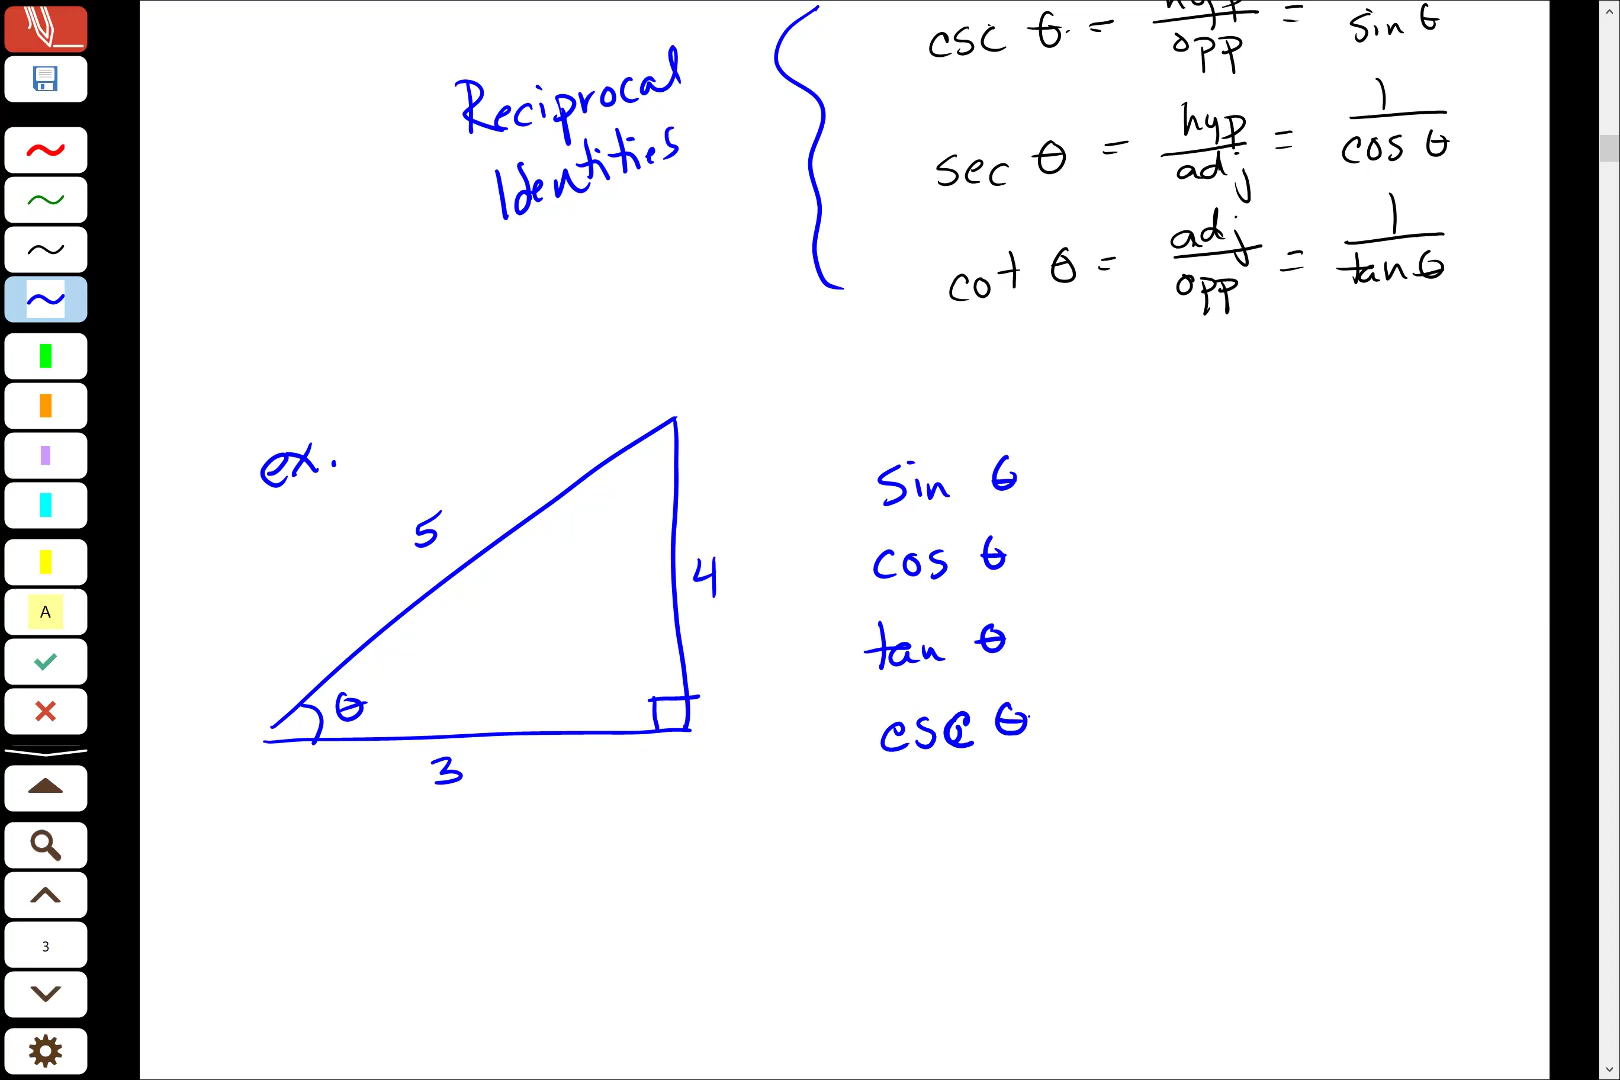 csc θ = hyp/opp = sin θ
Reciprocal
Identities
sec θ = hyp/adj = 1/cos θ
cot θ = adj/opp = 1/tan θ
ex.
5
4
θ
3
sin θ
cos θ
tan θ
csc θ
A
3